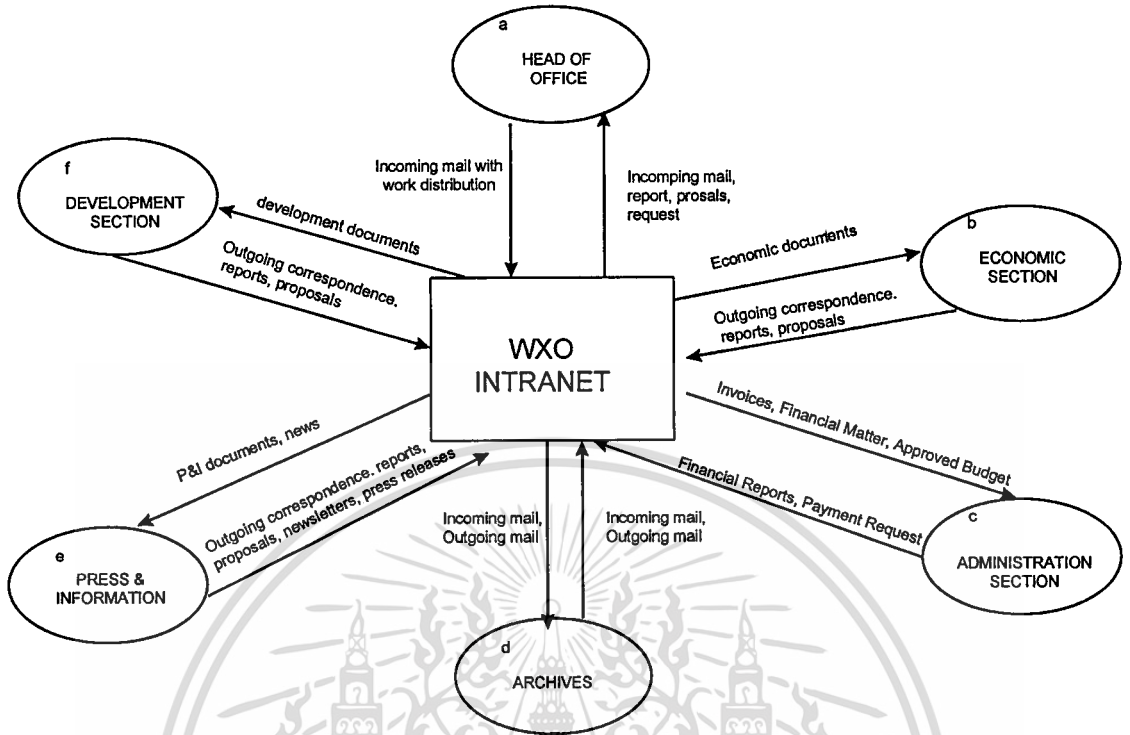 a
HEAD OF
OFFICE
Incoming mail with
work distribution
Incomping mail,
report, prosals,
request
f
DEVELOPMENT
SECTION
development documents
Outgoing correspondence.
reports, proposals
b
ECONOMIC
SECTION
Economic documents
Outgoing correspondence.
reports, proposals
WXO
INTRANET
Invoices, Financial Matter, Approved Budget
Financial Reports, Payment Request
c
ADMINISTRATION
SECTION
P&I documents, news
Outgoing correspondence. reports,
proposals, newsletters, press releases
e
PRESS &
INFORMATION
Incoming mail,
Outgoing mail
Incoming mail,
Outgoing mail
d
ARCHIVES